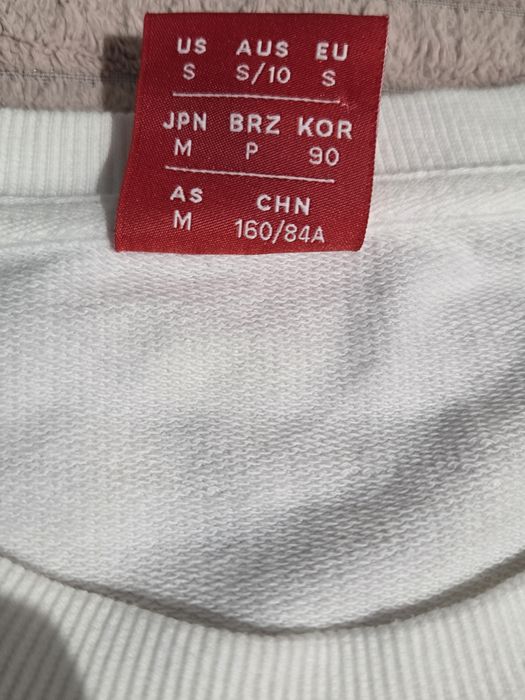 US AUS EU
S S/10 S
JPN BRZ KOR
M P 90
AS CHN
M 160/84A